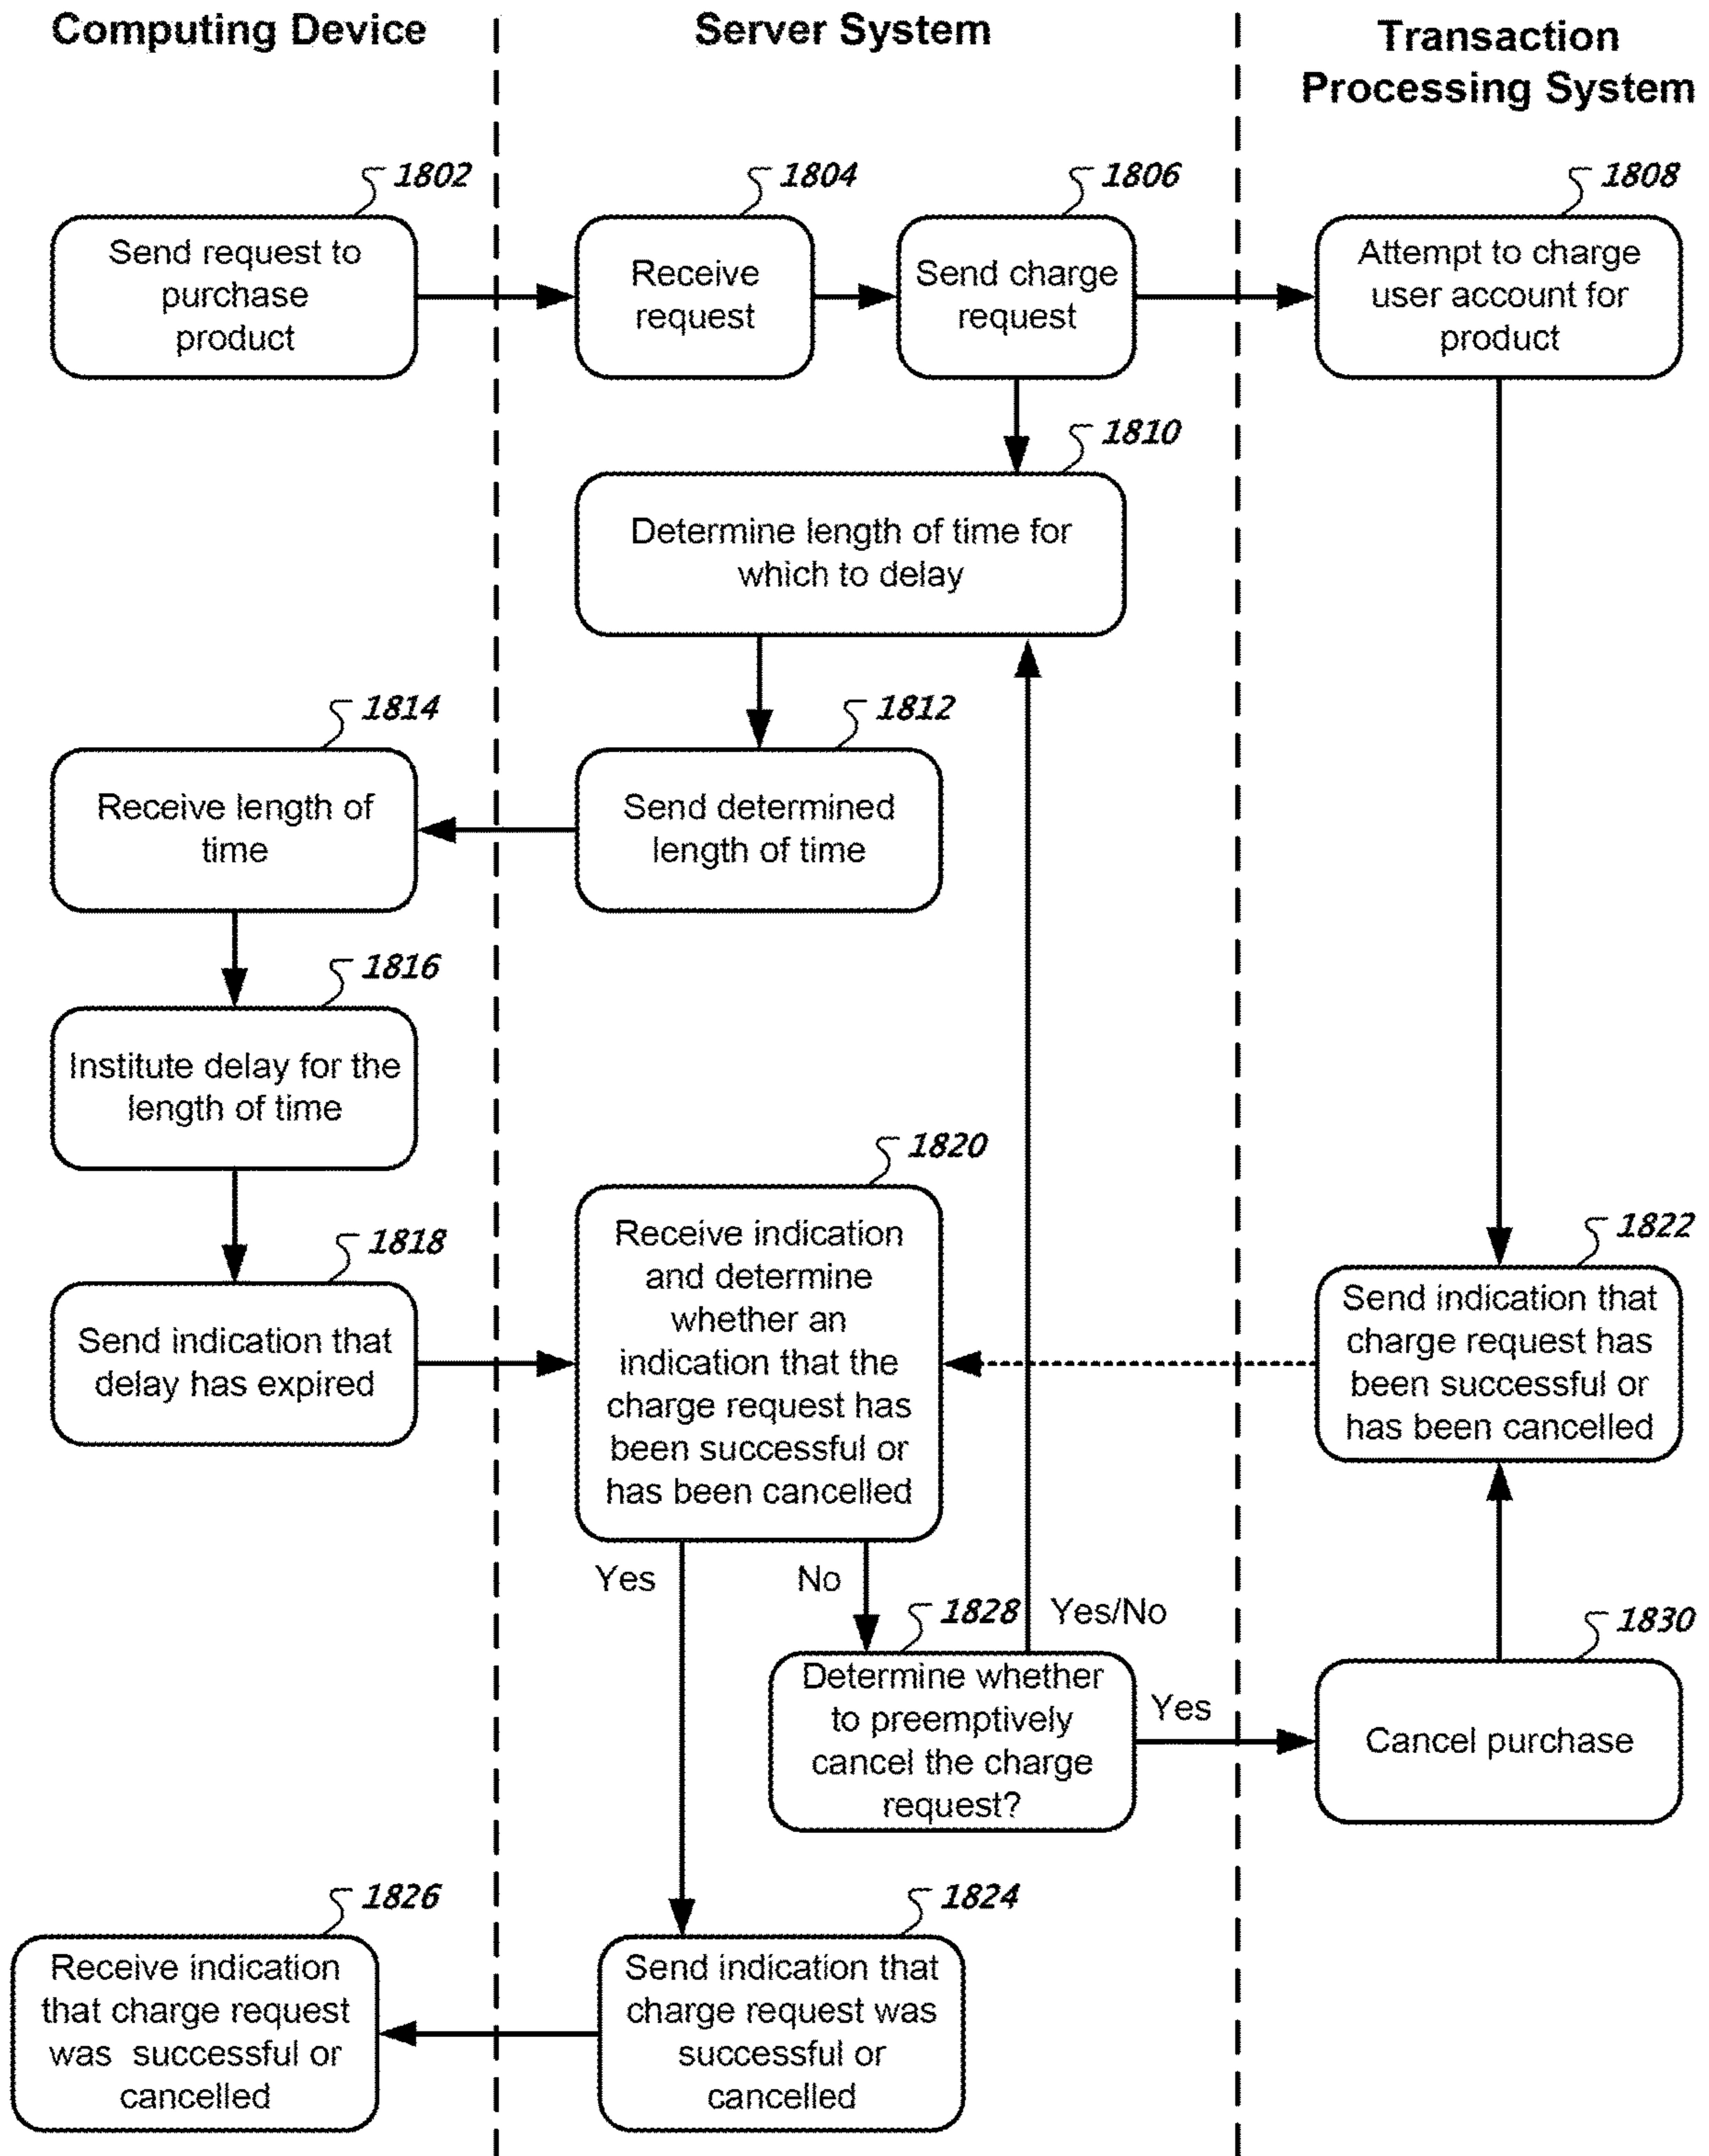 Computing Device
Server System
Transaction
Processing System
1802
Send request to
purchase
product
1804
Receive
request
1806
Send charge
request
1808
Attempt to charge
user account for
product
1810
Determine length of time for
which to delay
1812
Send determined
length of time
1814
Receive length of
time
1816
Institute delay for the
length of time
1818
Send indication that
delay has expired
1820
Receive indication
and determine
whether an
indication that the
charge request has
been successful or
has been cancelled
1822
Send indication that
charge request has
been successful or
has been cancelled
Yes
No
1828
Yes/No
Determine whether
to preemptively
cancel the charge
request?
Yes
1830
Cancel purchase
1824
Send indication that
charge request was
successful or
cancelled
1826
Receive indication
that charge request
was  successful or
cancelled